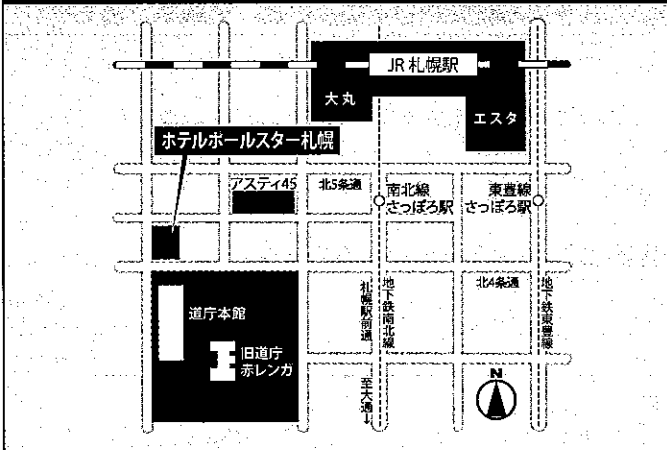 JR 札幌駅
大丸
エスタ
ホテルポールスター札幌
アスティ45
北5条通
南北線
さっぽろ駅
東豊線
さっぽろ駅
道庁本館
旧道庁
赤レンガ
札幌駅前通
地下鉄南北線
北4条通
地下鉄東豊線
至大通↓
N